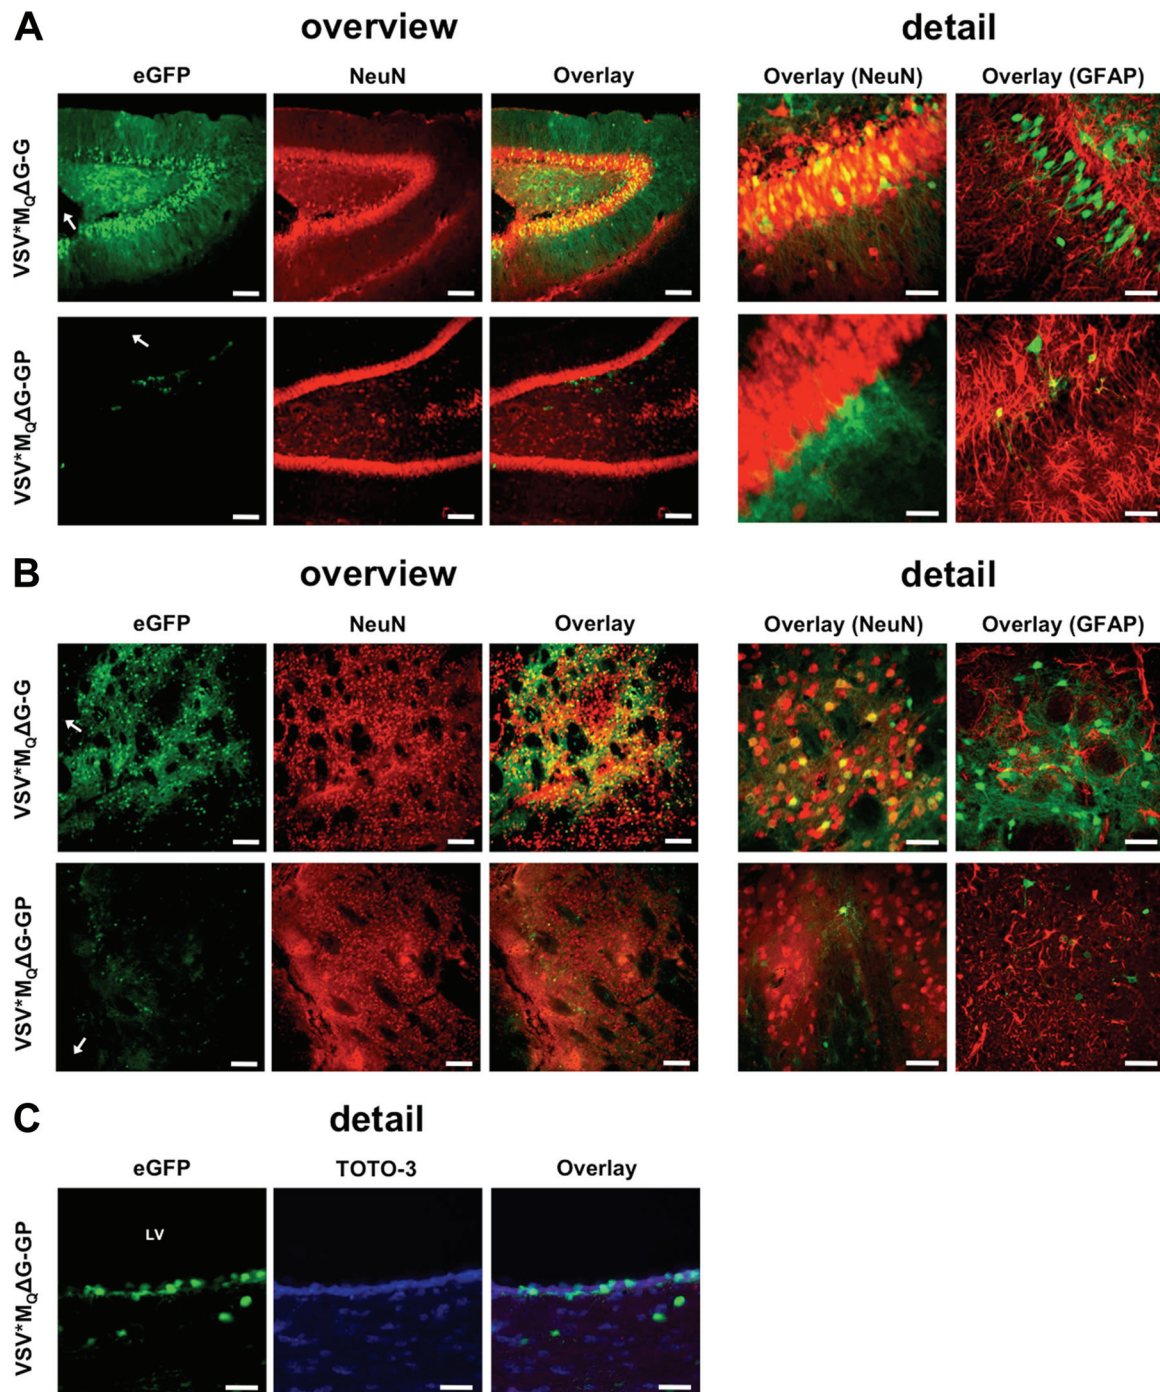 A
overview
detail
eGFP
NeuN
Overlay
Overlay (NeuN)
Overlay (GFAP)
VSV*MQΔG-G
VSV*MQΔG-GP
B
overview
detail
eGFP
NeuN
Overlay
Overlay (NeuN)
Overlay (GFAP)
VSV*MQΔG-G
VSV*MQΔG-GP
C
detail
eGFP
TOTO-3
Overlay
VSV*MQΔG-GP
LV